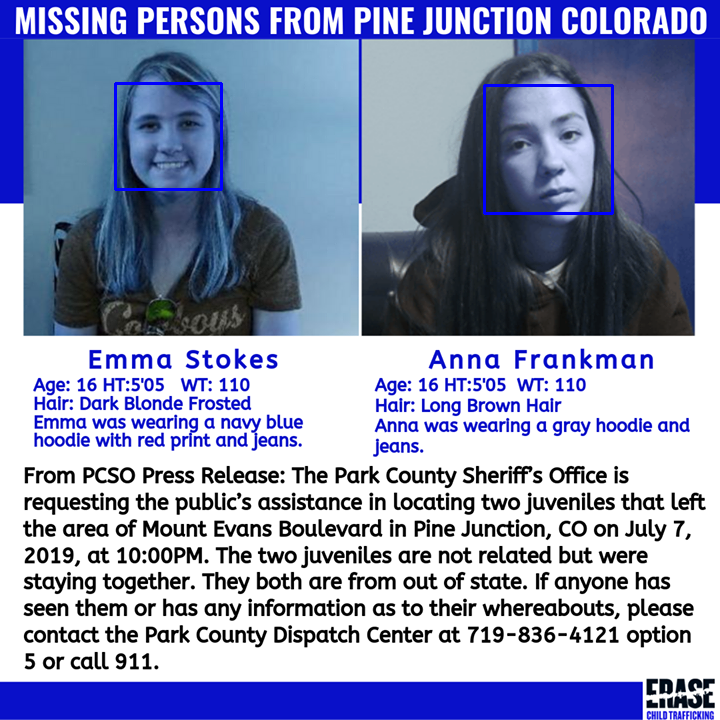 MISSING PERSONS FROM PINE JUNCTION COLORADO
Cowboys
Emma Stokes
Age: 16 HT:5'05 WT: 110
Hair: Dark Blonde Frosted
Emma was wearing a navy blue
hoodie with red print and jeans.
Anna Frankman
Age: 16 HT:5'05 WT: 110
Hair: Long Brown Hair
Anna was wearing a gray hoodie and
jeans.
From PCSO Press Release: The Park County Sheriff's Office is
requesting the public's assistance in locating two juveniles that left
the area of Mount Evans Boulevard in Pine Junction, CO on July 7,
2019, at 10:00PM. The two juveniles are not related but were
staying together. They both are from out of state. If anyone has
seen them or has any information as to their whereabouts, please
contact the Park County Dispatch Center at 719-836-4121 option
5 or call 911.
ERASE
CHILD TRAFFICKING